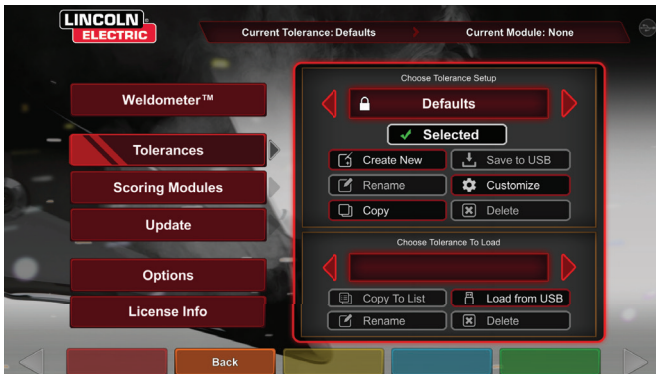 LINCOLN
ELECTRIC
Current Tolerance: Defaults
Current Module: None
Weldometer™
Tolerances
Scoring Modules
Update
Options
License Info
Choose Tolerance Setup
Defaults
Selected
Create New
Save to USB
Rename
Customize
Copy
Delete
Choose Tolerance To Load
Copy To List
Load from USB
Rename
Delete
Back